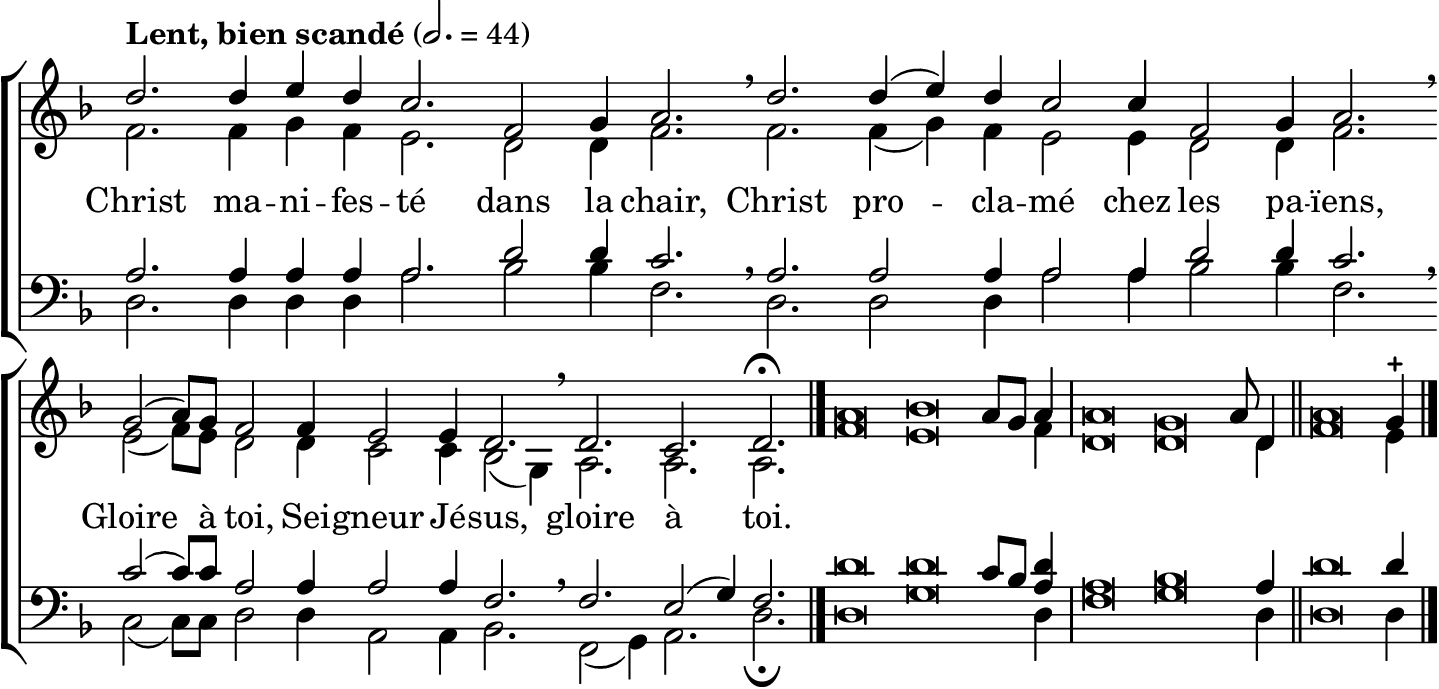 Lent, bien scandé (𝅗𝅥. = 44)
Christ ma -- ni -- fes -- té dans la chair, Christ pro -- cla -- mé chez les pa -- ïens,
Gloire à toi, Seigneur Jésus, gloire à toi.